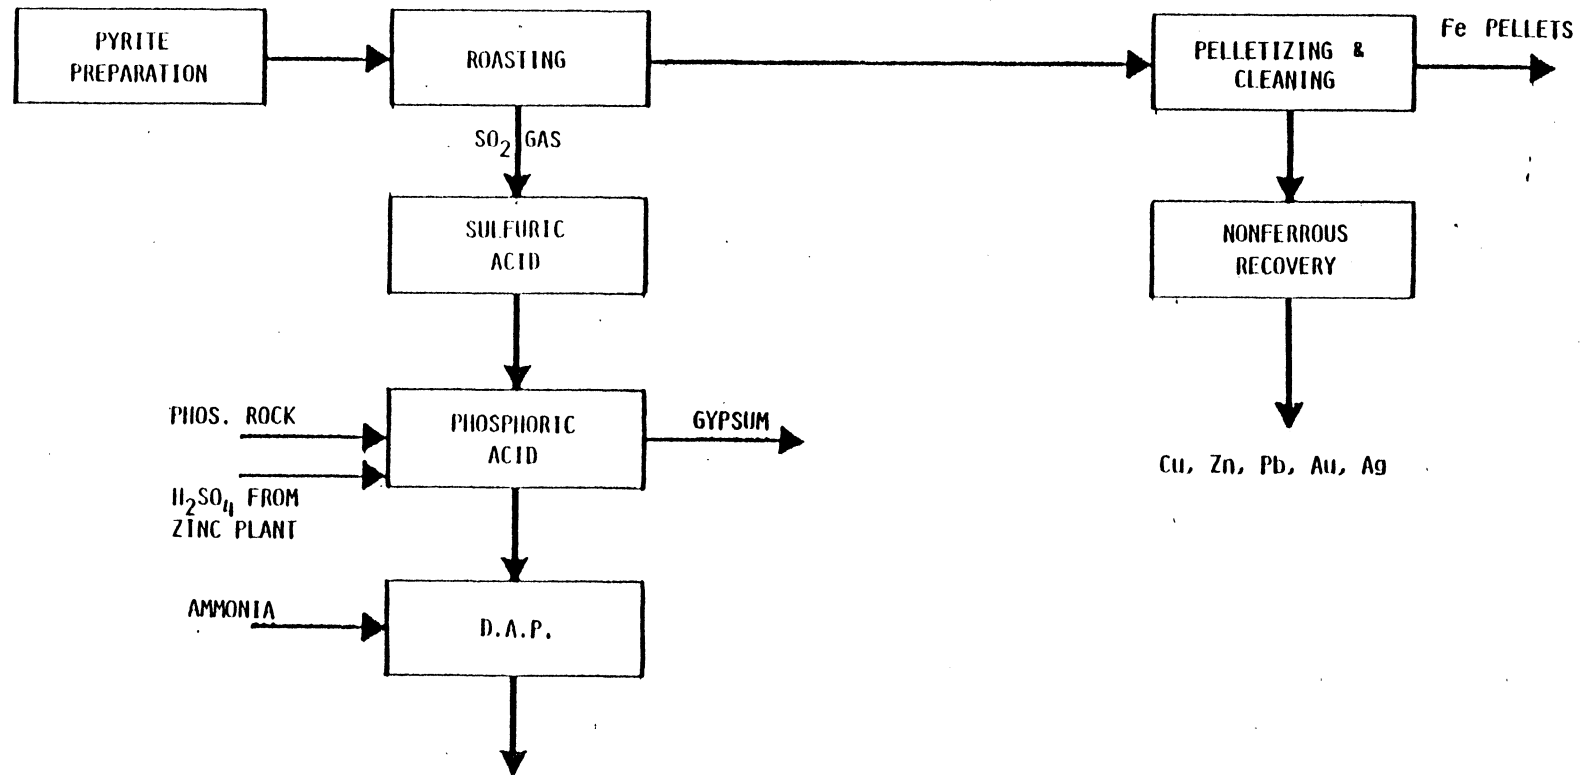 PYRITE
PREPARATION
ROASTING
PELLETIZING &
CLEANING
Fe PELLETS
SO2 GAS
SULFURIC
ACID
NONFERROUS
RECOVERY
PHOS. ROCK
PHOSPHORIC
ACID
GYPSUM
H2SO4 FROM
ZINC PLANT
Cu, Zn, Pb, Au, Ag
AMMONIA
D.A.P.